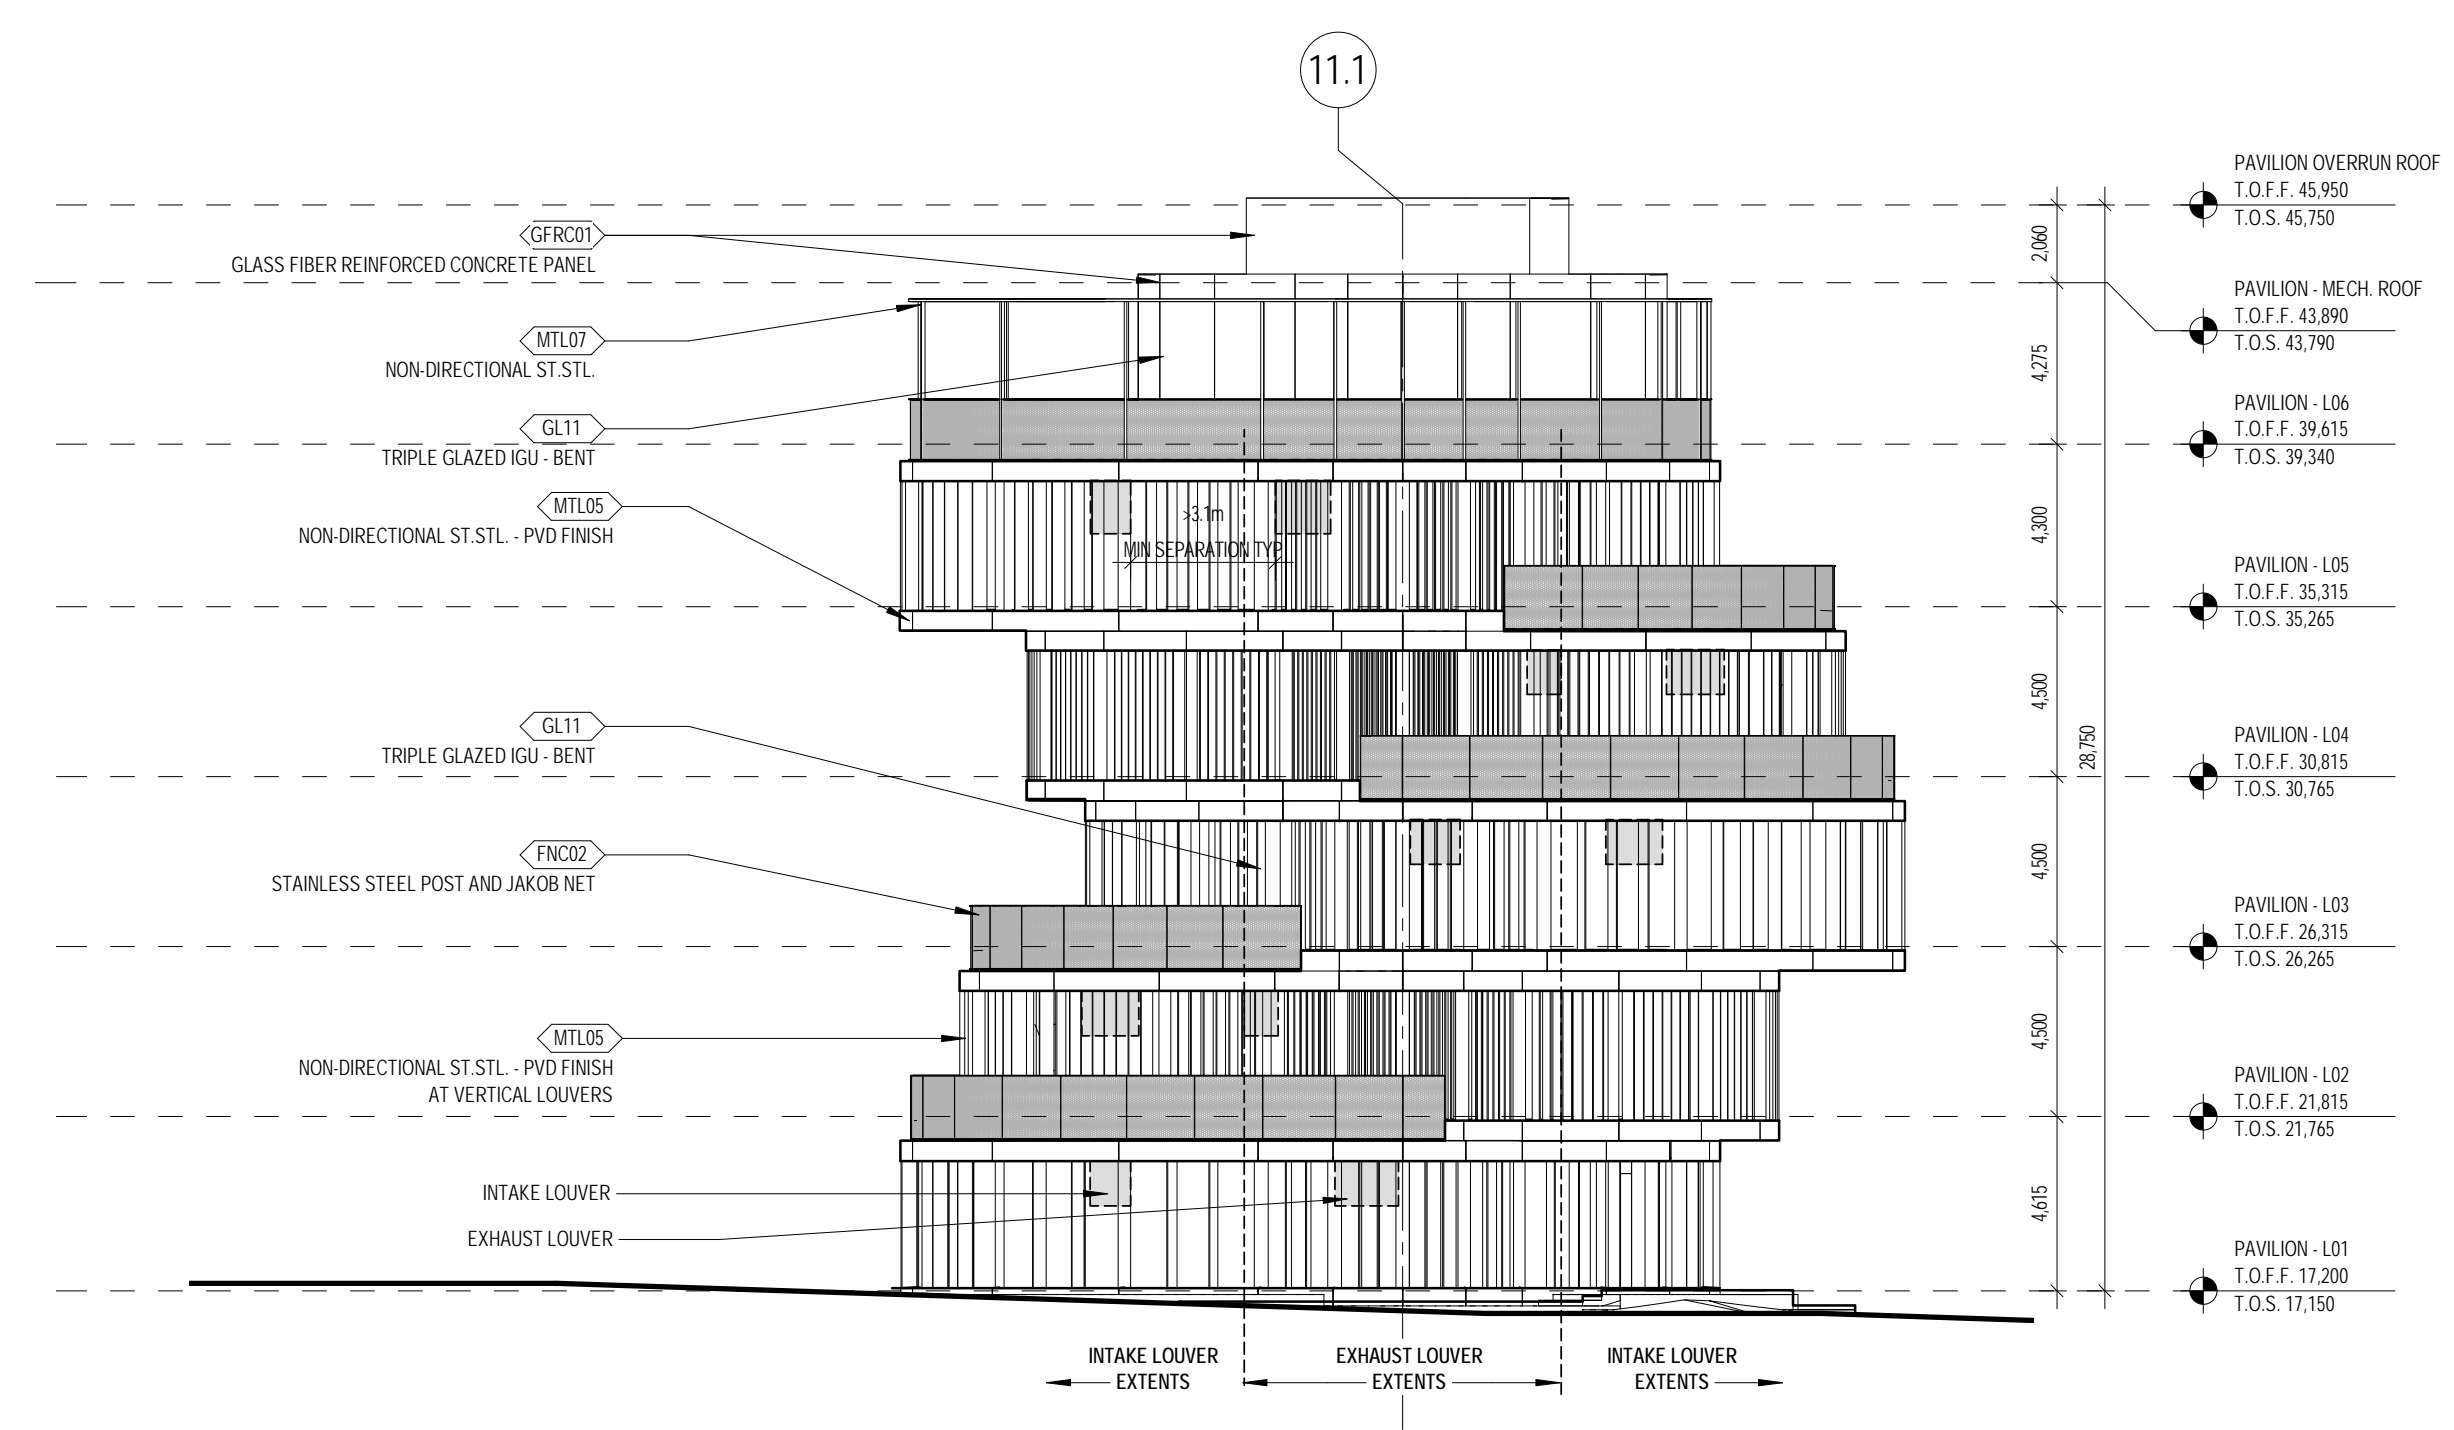 11.1
PAVILION OVERRUN ROOF
T.O.F.F. 45,950
T.O.S. 45,750
GFRC01
GLASS FIBER REINFORCED CONCRETE PANEL
2,060
PAVILION - MECH. ROOF
T.O.F.F. 43,890
T.O.S. 43,790
MTL07
NON-DIRECTIONAL ST.STL.
4,275
PAVILION - L06
T.O.F.F. 39,615
T.O.S. 39,340
GL11
TRIPLE GLAZED IGU - BENT
MTL05
NON-DIRECTIONAL ST.STL. - PVD FINISH
>3.1m
MIN SEPARATION TYP
4,300
PAVILION - L05
T.O.F.F. 35,315
T.O.S. 35,265
4,500
GL11
TRIPLE GLAZED IGU - BENT
28,750
PAVILION - L04
T.O.F.F. 30,815
T.O.S. 30,765
FNC02
STAINLESS STEEL POST AND JAKOB NET
4,500
PAVILION - L03
T.O.F.F. 26,315
T.O.S. 26,265
MTL05
NON-DIRECTIONAL ST.STL. - PVD FINISH
AT VERTICAL LOUVERS
4,500
PAVILION - L02
T.O.F.F. 21,815
T.O.S. 21,765
INTAKE LOUVER
EXHAUST LOUVER
4,615
PAVILION - L01
T.O.F.F. 17,200
T.O.S. 17,150
INTAKE LOUVER
EXTENTS
EXHAUST LOUVER
EXTENTS
INTAKE LOUVER
EXTENTS